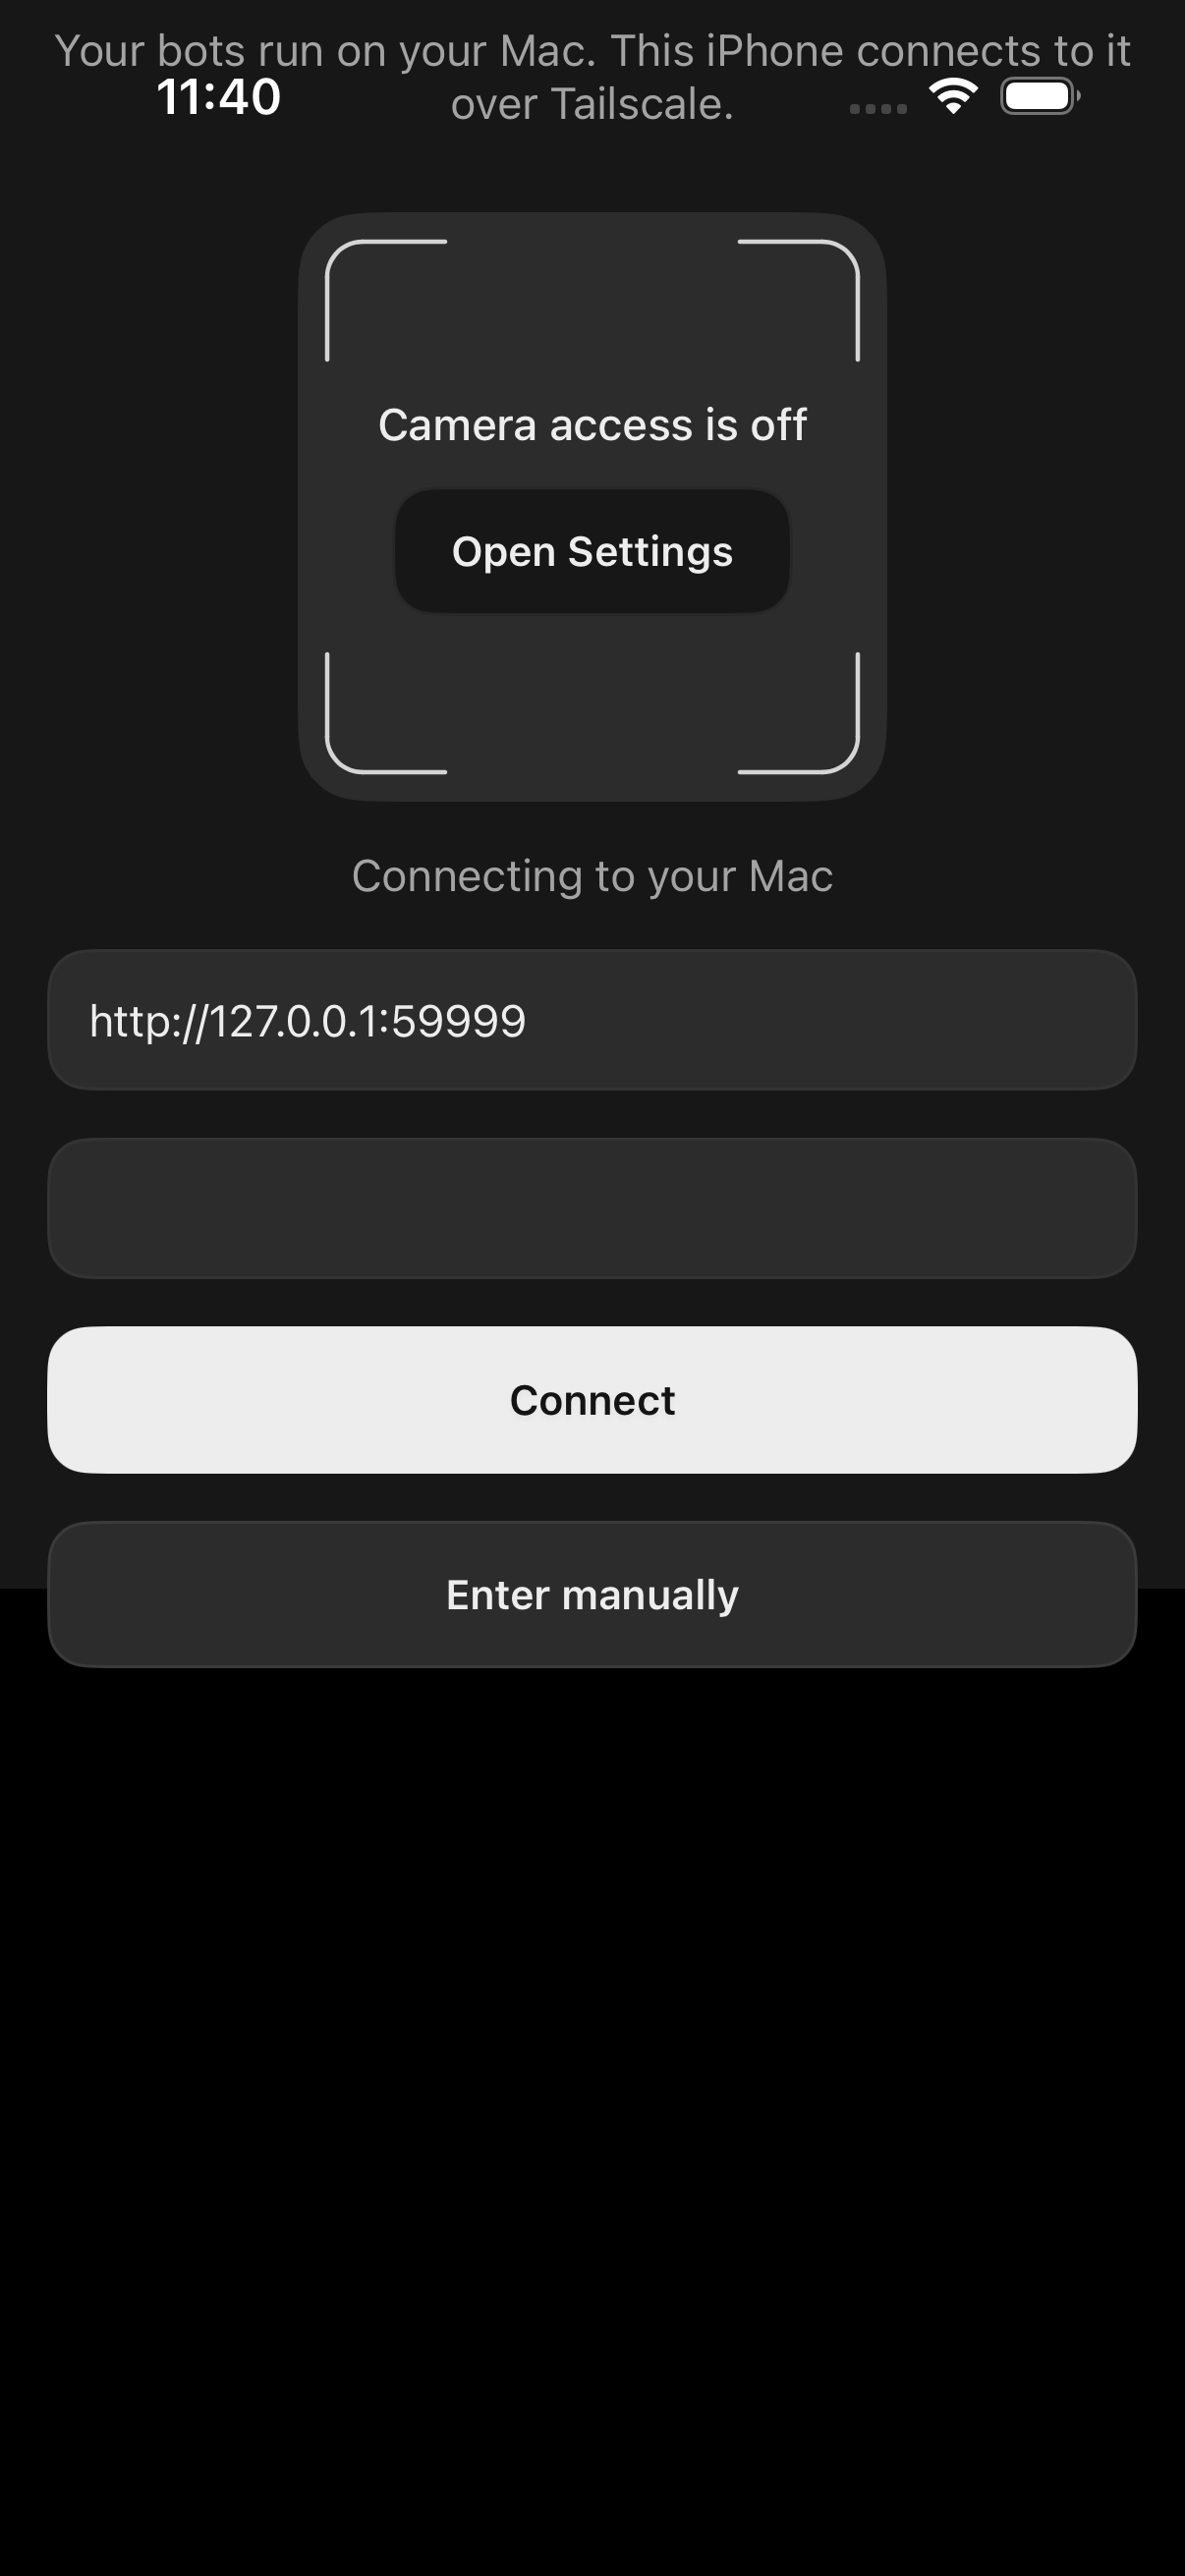 Your bots run on your Mac. This iPhone connects to it
over Tailscale.
11:40
Camera access is off
Open Settings
Connecting to your Mac
http://127.0.0.1:59999
Connect
Enter manually